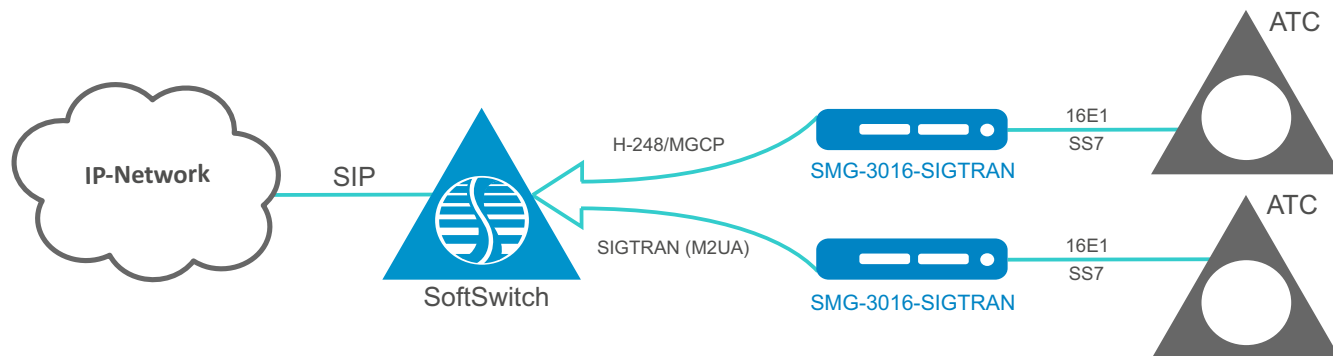 ATC
16E1
H-248/MGCP
SS7
SMG-3016-SIGTRAN
IP-Network
SIP
ATC
16E1
SIGTRAN (M2UA)
SS7
SoftSwitch
SMG-3016-SIGTRAN